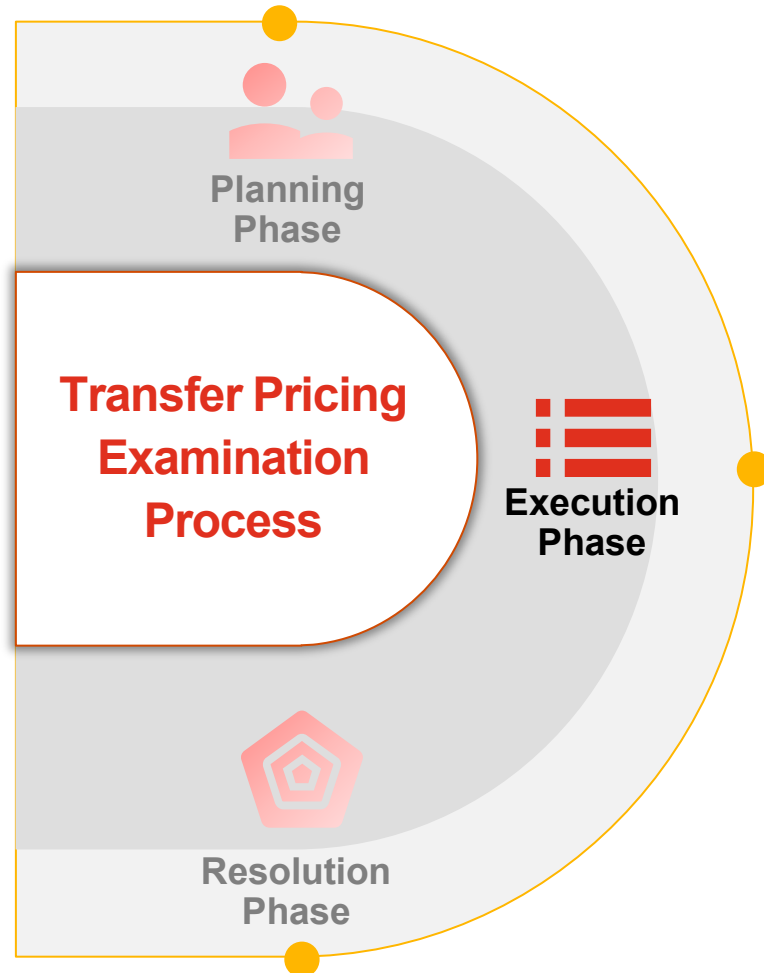 Planning
Phase
Transfer Pricing
Examination
Process
Execution
Phase
Resolution
Phase